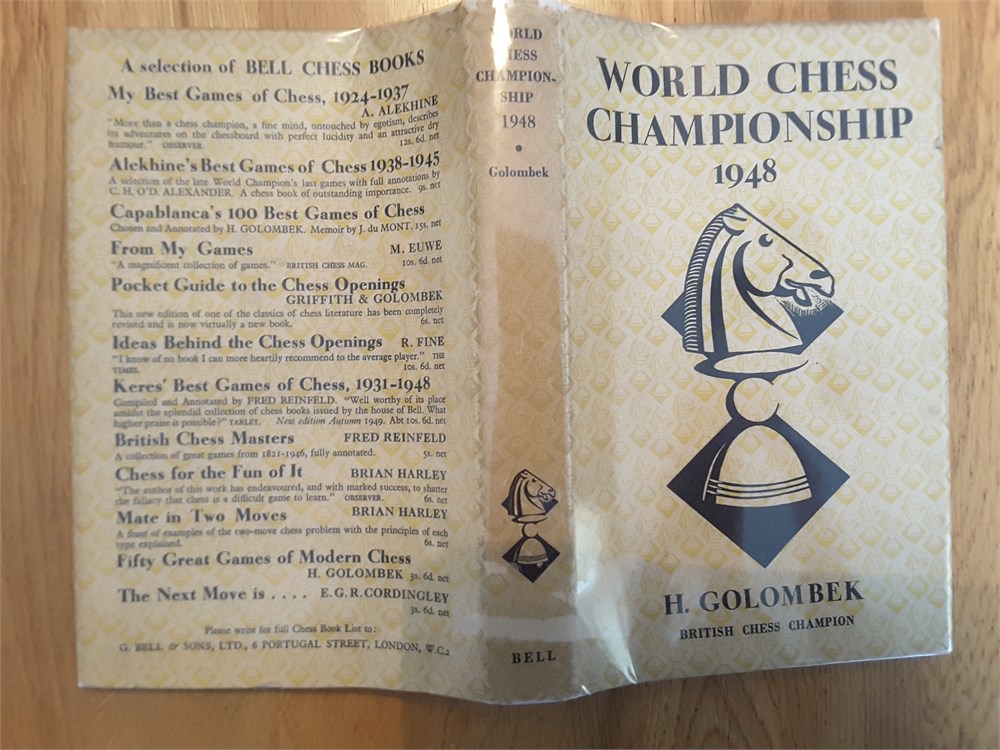 A selection of BELL CHESS BOOKS
My Best Games of Chess, 1924-1937
A. ALEKHINE
"More than a chess champion, a fine mind, untouched by egotism, describes
its adventures on the chessboard with perfect lucidity and an attractive dry
humour." OBSERVER. 12s. 6d. net
Alekhine's Best Games of Chess 1938-1945
A selection of the late World Champion's last games with full annotations by
C. H. O'D. ALEXANDER. A chess book of outstanding importance. 9s. net
Capablanca's 100 Best Games of Chess
Chosen and Annotated by H. GOLOMBEK. Memoir by J. du MONT. 15s. net
From My Games M. EUWE
"A magnificent collection of games." BRITISH CHESS MAG. 10s. 6d. net
Pocket Guide to the Chess Openings
GRIFFITH & GOLOMBEK
This new edition of one of the classics of chess literature has been completely
revised and is now virtually a new book. 6s. net
Ideas Behind the Chess Openings R. FINE
"I know of no book I can more heartily recommend to the average player." THE
TIMES. 10s. 6d. net
Keres' Best Games of Chess, 1931-1948
Compiled and Annotated by FRED REINFELD. "Well worthy of its place
amidst the splendid collection of chess books issued by the house of Bell. What
higher praise is possible?" TABLET. New edition Autumn 1949. Abt 10s. 6d. net
British Chess Masters FRED REINFELD
A collection of great games from 1821-1946, fully annotated. 5s. net
Chess for the Fun of It BRIAN HARLEY
"The author of this work has endeavoured, and with marked success, to shatter
the fallacy that chess is a difficult game to learn." OBSERVER. 6s. net
Mate in Two Moves BRIAN HARLEY
A feast of examples of the two-move chess problem with the principles of each
type explained. 6s. net
Fifty Great Games of Modern Chess
H. GOLOMBEK 3s. 6d. net
The Next Move is .... E.G.R.CORDINGLEY
3s. 6d. net
Please write for full Chess Book List to:
G. BELL & SONS, LTD., 6 PORTUGAL STREET, LONDON, W.C.2
WORLD
CHESS
CHAMPION-
SHIP
1948
•
Golombek
BELL
WORLD CHESS
CHAMPIONSHIP
1948
H. GOLOMBEK
BRITISH CHESS CHAMPION